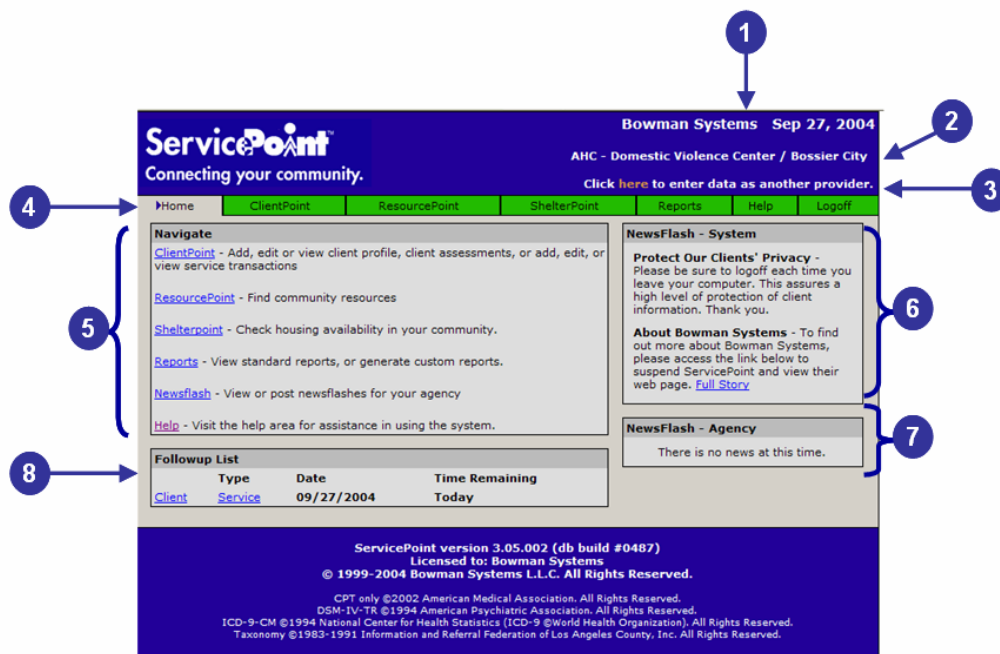 1
Bowman Systems Sep 27, 2004
2
ServicePoint™
AHC - Domestic Violence Center / Bossier City
Connecting your community.
Click here to enter data as another provider.
3
4
Home ClientPoint ResourcePoint ShelterPoint Reports Help Logoff
Navigate
ClientPoint - Add, edit or view client profile, client assessments, or add, edit, or
view service transactions
ResourcePoint - Find community resources
5
Shelterpoint - Check housing availability in your community.
Reports - View standard reports, or generate custom reports.
Newsflash - View or post newsflashes for your agency
Help - Visit the help area for assistance in using the system.
NewsFlash - System
Protect Our Clients' Privacy -
Please be sure to logoff each time you
leave your computer. This assures a
high level of protection of client
information. Thank you.
6
About Bowman Systems - To find
out more about Bowman Systems,
please access the link below to
suspend ServicePoint and view their
web page. Full Story
NewsFlash - Agency
7
There is no news at this time.
8
Followup List
Type Date Time Remaining
Client Service 09/27/2004 Today
ServicePoint version 3.05.002 (db build #0487)
Licensed to: Bowman Systems
© 1999-2004 Bowman Systems L.L.C. All Rights Reserved.
CPT only ©2002 American Medical Association. All Rights Reserved.
DSM-IV-TR ©1994 American Psychiatric Association. All Rights Reserved.
ICD-9-CM ©1994 National Center for Health Statistics (ICD-9 ©World Health Organization). All Rights Reserved.
Taxonomy ©1983-1991 Information and Referral Federation of Los Angeles County, Inc. All Rights Reserved.